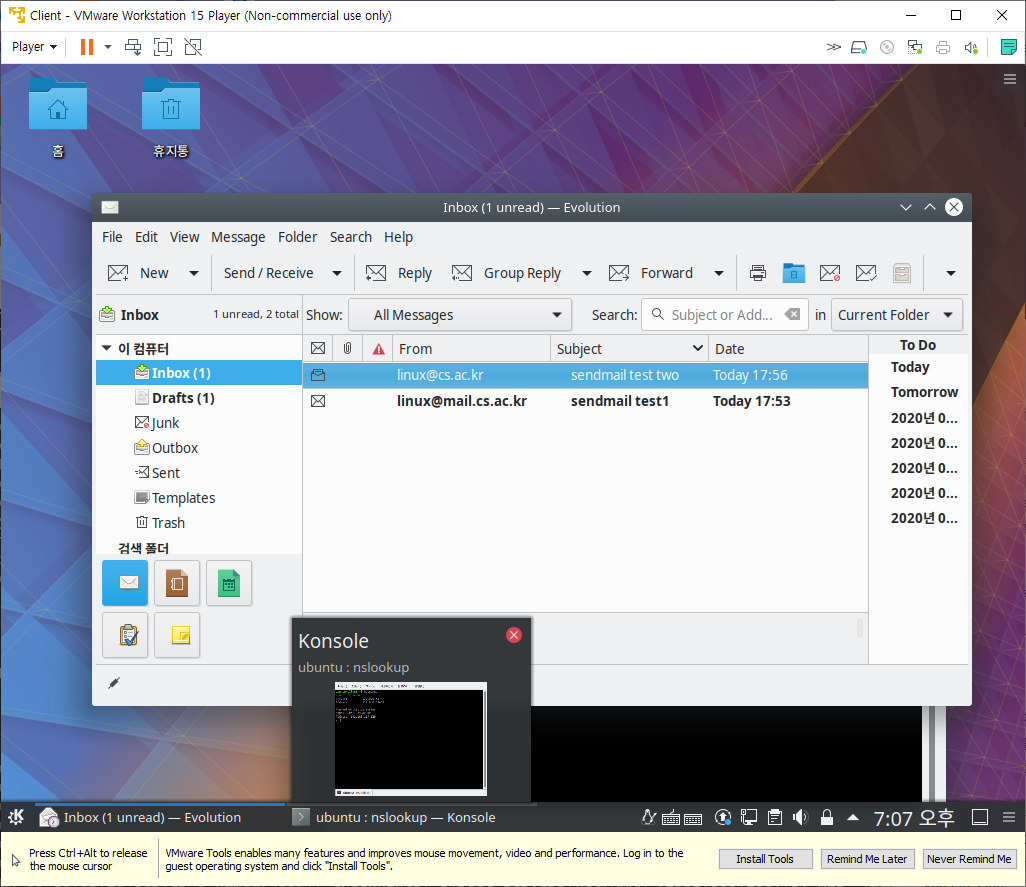 Client - VMware Workstation 15 Player (Non-commercial use only)
Player
홈
휴지통
Inbox (1 unread) — Evolution
File Edit View Message Folder Search Help
New Send / Receive Reply Group Reply Forward
Inbox 1 unread, 2 total Show: All Messages Search: Subject or Add... in Current Folder
이 컴퓨터 From Subject Date To Do
Inbox (1) linux@cs.ac.kr sendmail test two Today 17:56 Today
Drafts (1) linux@mail.cs.ac.kr sendmail test1 Today 17:53 Tomorrow
Junk 2020년 0...
Outbox 2020년 0...
Sent 2020년 0...
Templates 2020년 0...
Trash 2020년 0...
검색 폴더
Konsole
ubuntu : nslookup
Inbox (1 unread) — Evolution ubuntu : nslookup — Konsole 7:07 오후
Press Ctrl+Alt to release
the mouse cursor
VMware Tools enables many features and improves mouse movement, video and performance. Log in to the
guest operating system and click "Install Tools".
Install Tools Remind Me Later Never Remind Me